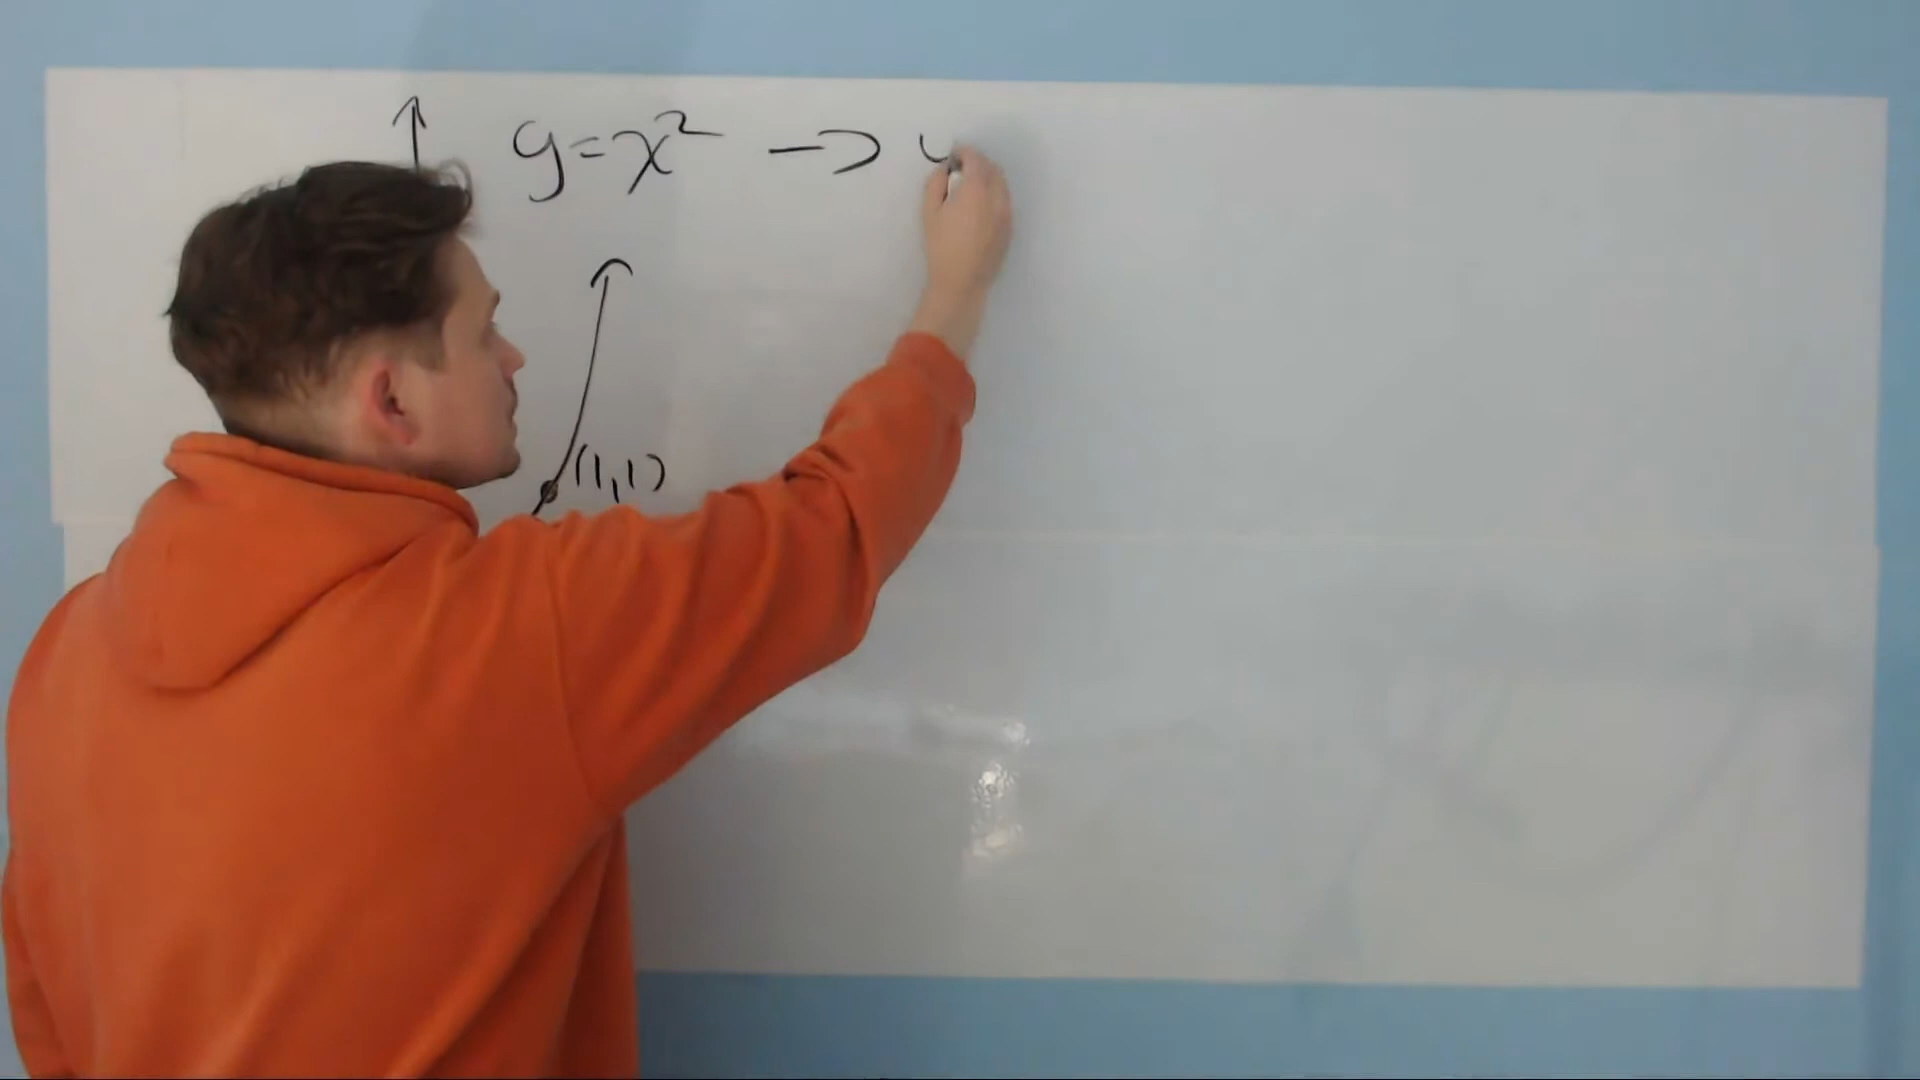 y=x² → y
(1,1)